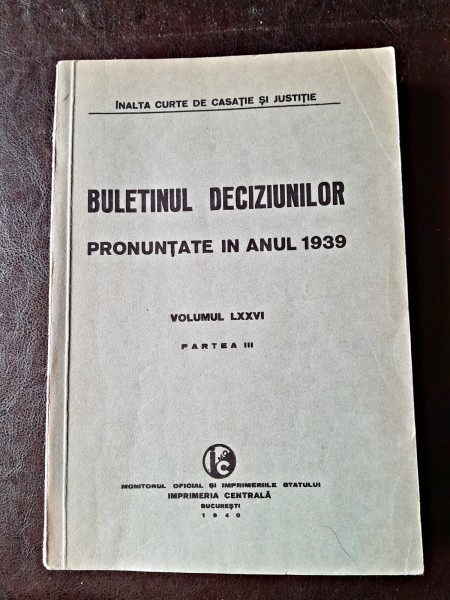 ÎNALTA CURTE DE CASAȚIE ȘI JUSTIȚIE
BULETINUL DECIZIUNILOR
PRONUNȚATE IN ANUL 1939
VOLUMUL LXXVI
PARTEA III
ic
MONITORUL OFICIAL ȘI IMPRIMERIILE STATULUI
IMPRIMERIA CENTRALĂ
BUCUREȘTI
1940